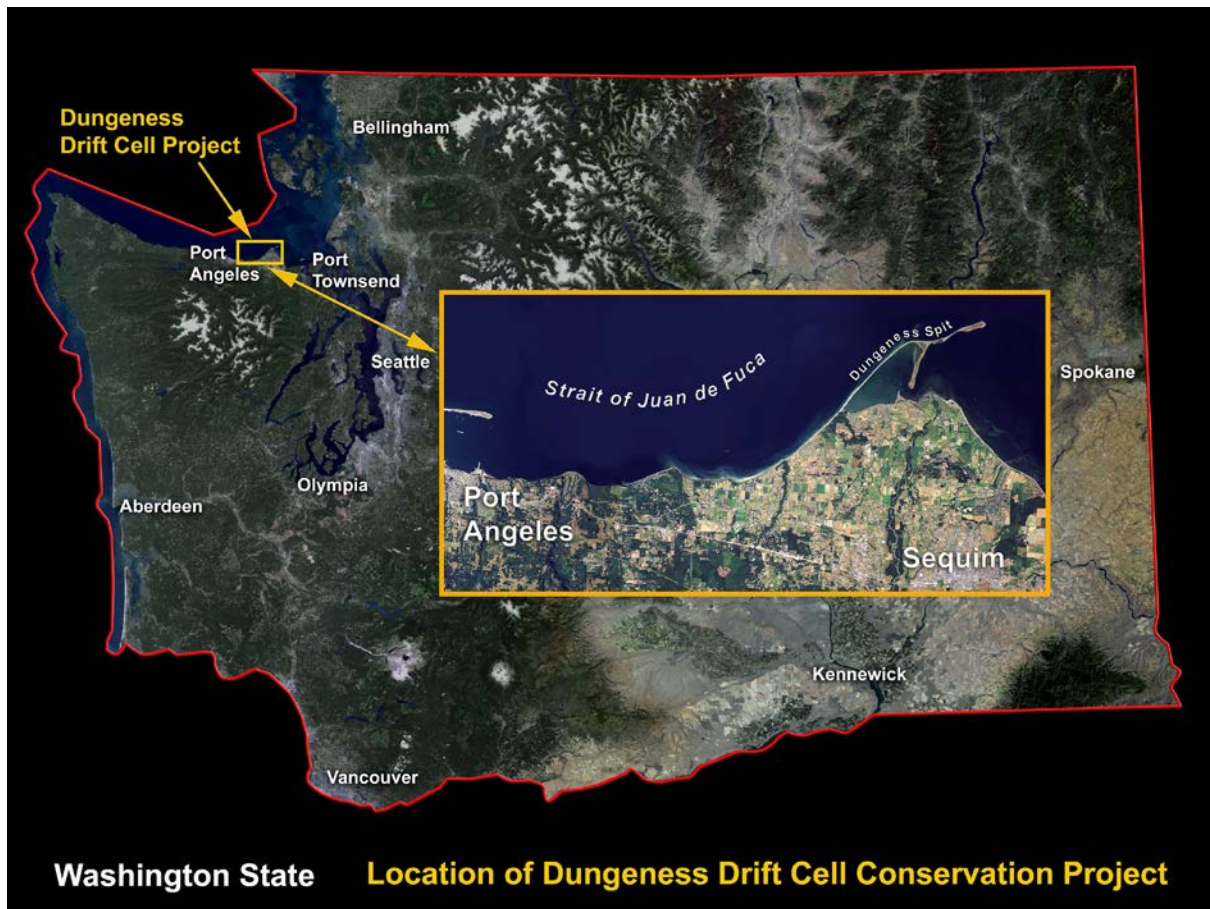 Dungeness
Drift Cell Project
Bellingham
Port
Angeles
Port
Townsend
Seattle
Dungeness Spit
Strait of Juan de Fuca
Spokane
Olympia
Aberdeen
Port
Angeles
Sequim
Kennewick
Vancouver
Washington State
Location of Dungeness Drift Cell Conservation Project